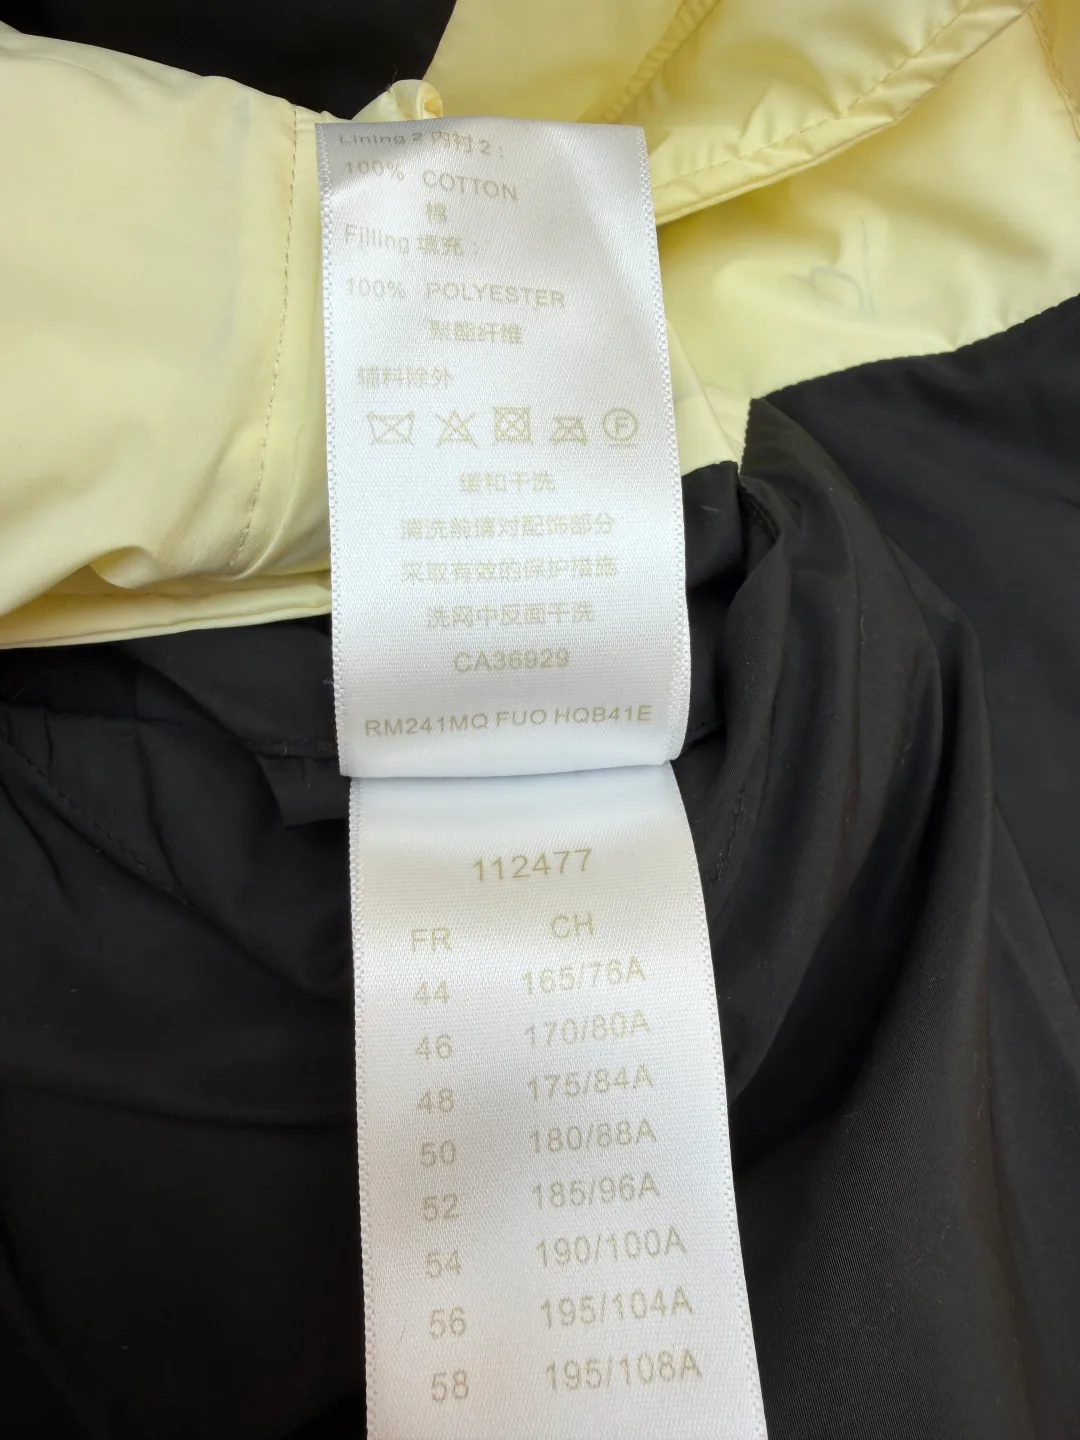 Lining 2 内衬 2 :
100% COTTON
棉
Filling 填充 :
100% POLYESTER
聚酯纤维
辅料除外
F
缓和干洗
清洗前请对配饰部分
采取有效的保护措施
洗网中反面干洗
CA36929
RM241MQ FUO HQB41E
112477
FR CH
44 165/76A
46 170/80A
48 175/84A
50 180/88A
52 185/96A
54 190/100A
56 195/104A
58 195/108A